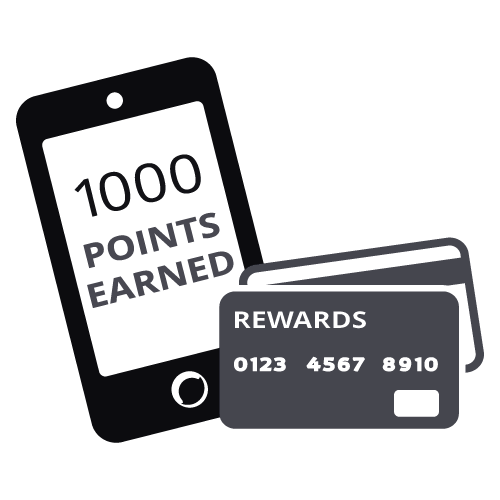 1000
POINTS
EARNED
REWARDS
0123 4567 8910